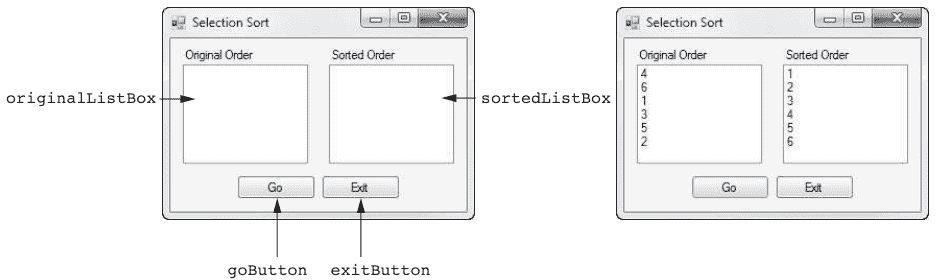 Selection Sort
Original Order
Sorted Order
originalListBox
sortedListBox
Go
Exit
goButton
exitButton
Selection Sort
Original Order
Sorted Order
4
6
1
3
5
2
1
2
3
4
5
6
Go
Exit